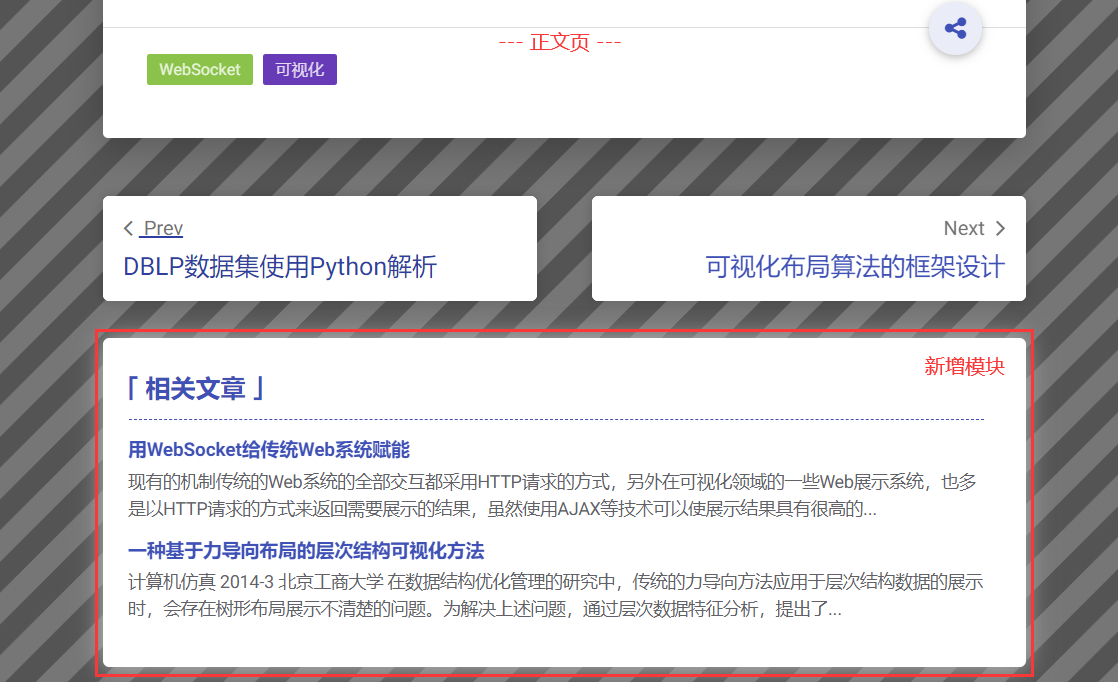 --- 正文页 ---
WebSocket 可视化
Prev
Next
DBLP数据集使用Python解析
可视化布局算法的框架设计
新增模块
「 相关文章 」
用WebSocket给传统Web系统赋能
现有的机制传统的Web系统的全部交互都采用HTTP请求的方式，另外在可视化领域的一些Web展示系统，也多
是以HTTP请求的方式来返回需要展示的结果，虽然使用AJAX等技术可以使展示结果具有很高的...
一种基于力导向布局的层次结构可视化方法
计算机仿真 2014-3 北京工商大学 在数据结构优化管理的研究中，传统的力导向方法应用于层次结构数据的展示
时，会存在树形布局展示不清楚的问题。为解决上述问题，通过层次数据特征分析，提出了...